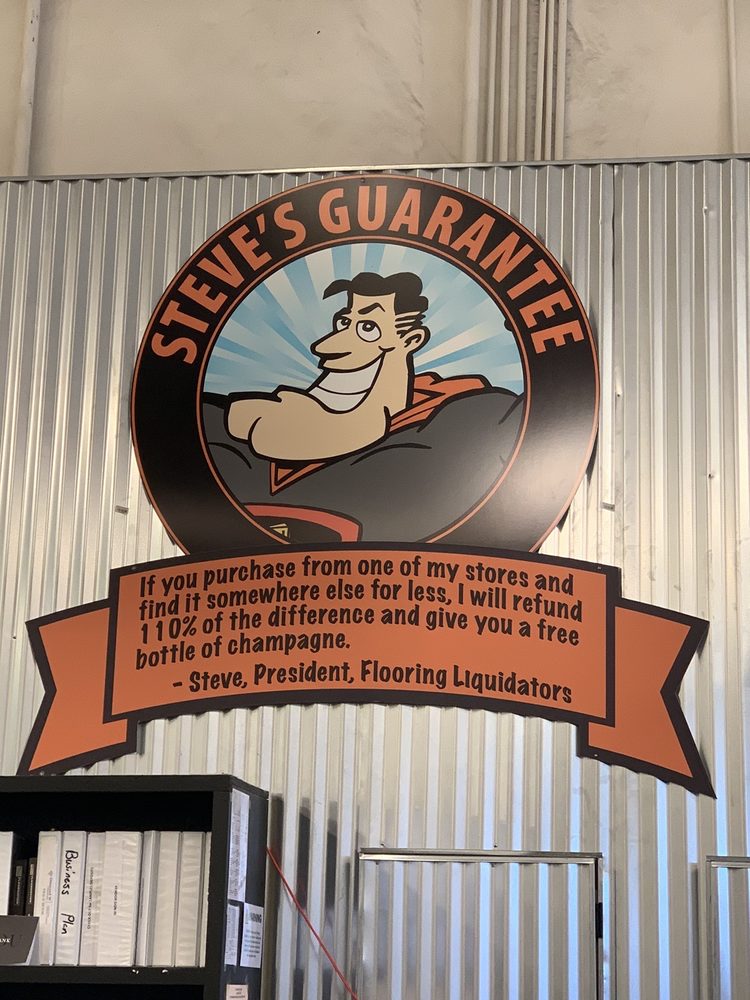 STEVE'S GUARANTEE
If you purchase from one of my stores and
find it somewhere else for less, I will refund
110% of the difference and give you a free
bottle of champagne.
- Steve, President, Flooring Liquidators
Business Plan